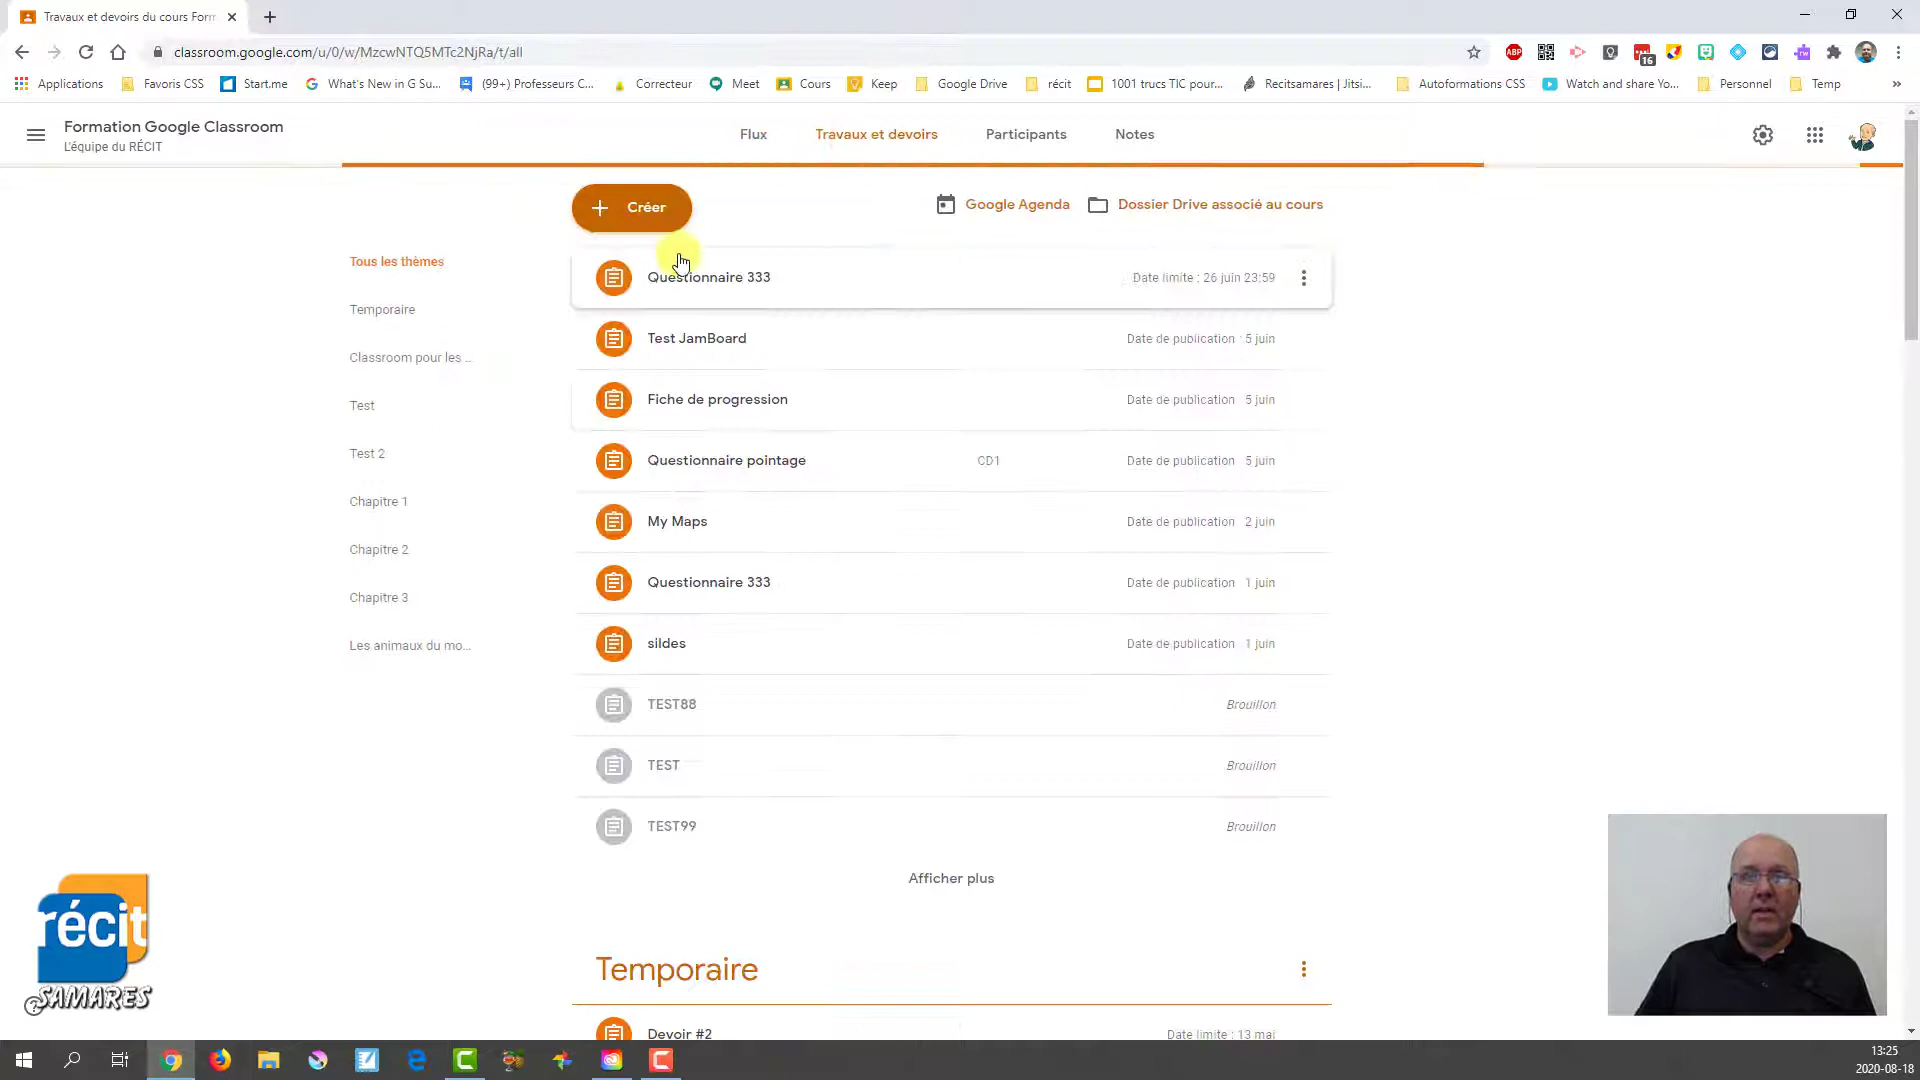 Travaux et devoirs du cours Form
classroom.google.com/u/0/w/MzcwNTQ5MTc2NjRa/t/all
ABP
16
Applications
Favoris CSS
Start.me
What's New in G Su...
(99+) Professeurs C...
Correcteur
Meet
Cours
Keep
Google Drive
récit
1001 trucs TIC pour...
Recitsamares | Jitsi...
Autoformations CSS
Watch and share Yo...
Personnel
Temp
»
Formation Google Classroom
L'équipe du RÉCIT
Flux
Travaux et devoirs
Participants
Notes
Créer
Google Agenda
Dossier Drive associé au cours
Tous les thèmes
Temporaire
Classroom pour les ...
Test
Test 2
Chapitre 1
Chapitre 2
Chapitre 3
Les animaux du mo...
Questionnaire 333
Date limite : 26 juin 23:59
Test JamBoard
Date de publication : 5 juin
Fiche de progression
Date de publication 5 juin
Questionnaire pointage
CD1
Date de publication 5 juin
My Maps
Date de publication 2 juin
Questionnaire 333
Date de publication 1 juin
sildes
Date de publication 1 juin
TEST88
Brouillon
TEST
Brouillon
TEST99
Brouillon
Afficher plus
Temporaire
Devoir #2
Date limite : 13 mai
récit
SAMARES
13:25
2020-08-18